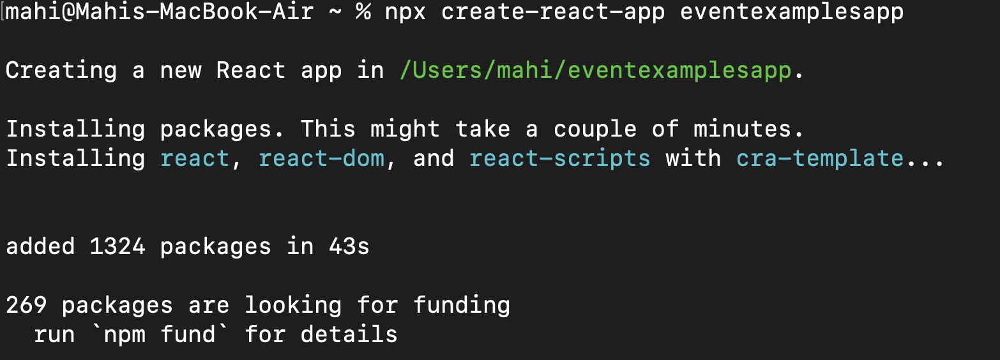 [mahi@Mahis-MacBook-Air ~ % npx create-react-app eventexamplesapp
Creating a new React app in /Users/mahi/eventexamplesapp.
Installing packages. This might take a couple of minutes.
Installing react, react-dom, and react-scripts with cra-template...
added 1324 packages in 43s
269 packages are looking for funding
  run `npm fund` for details